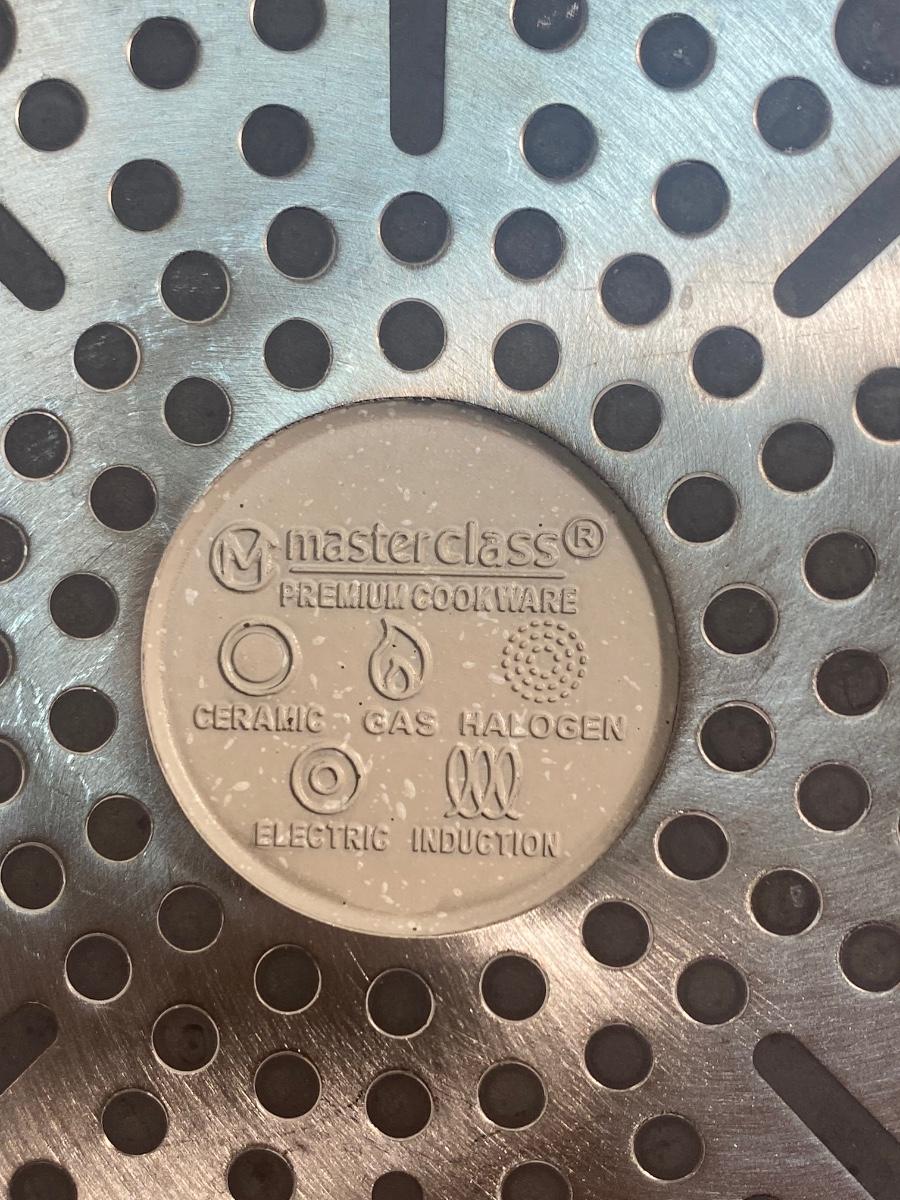 M masterclass®
PREMIUM COOKWARE
CERAMIC GAS HALOGEN
ELECTRIC INDUCTION